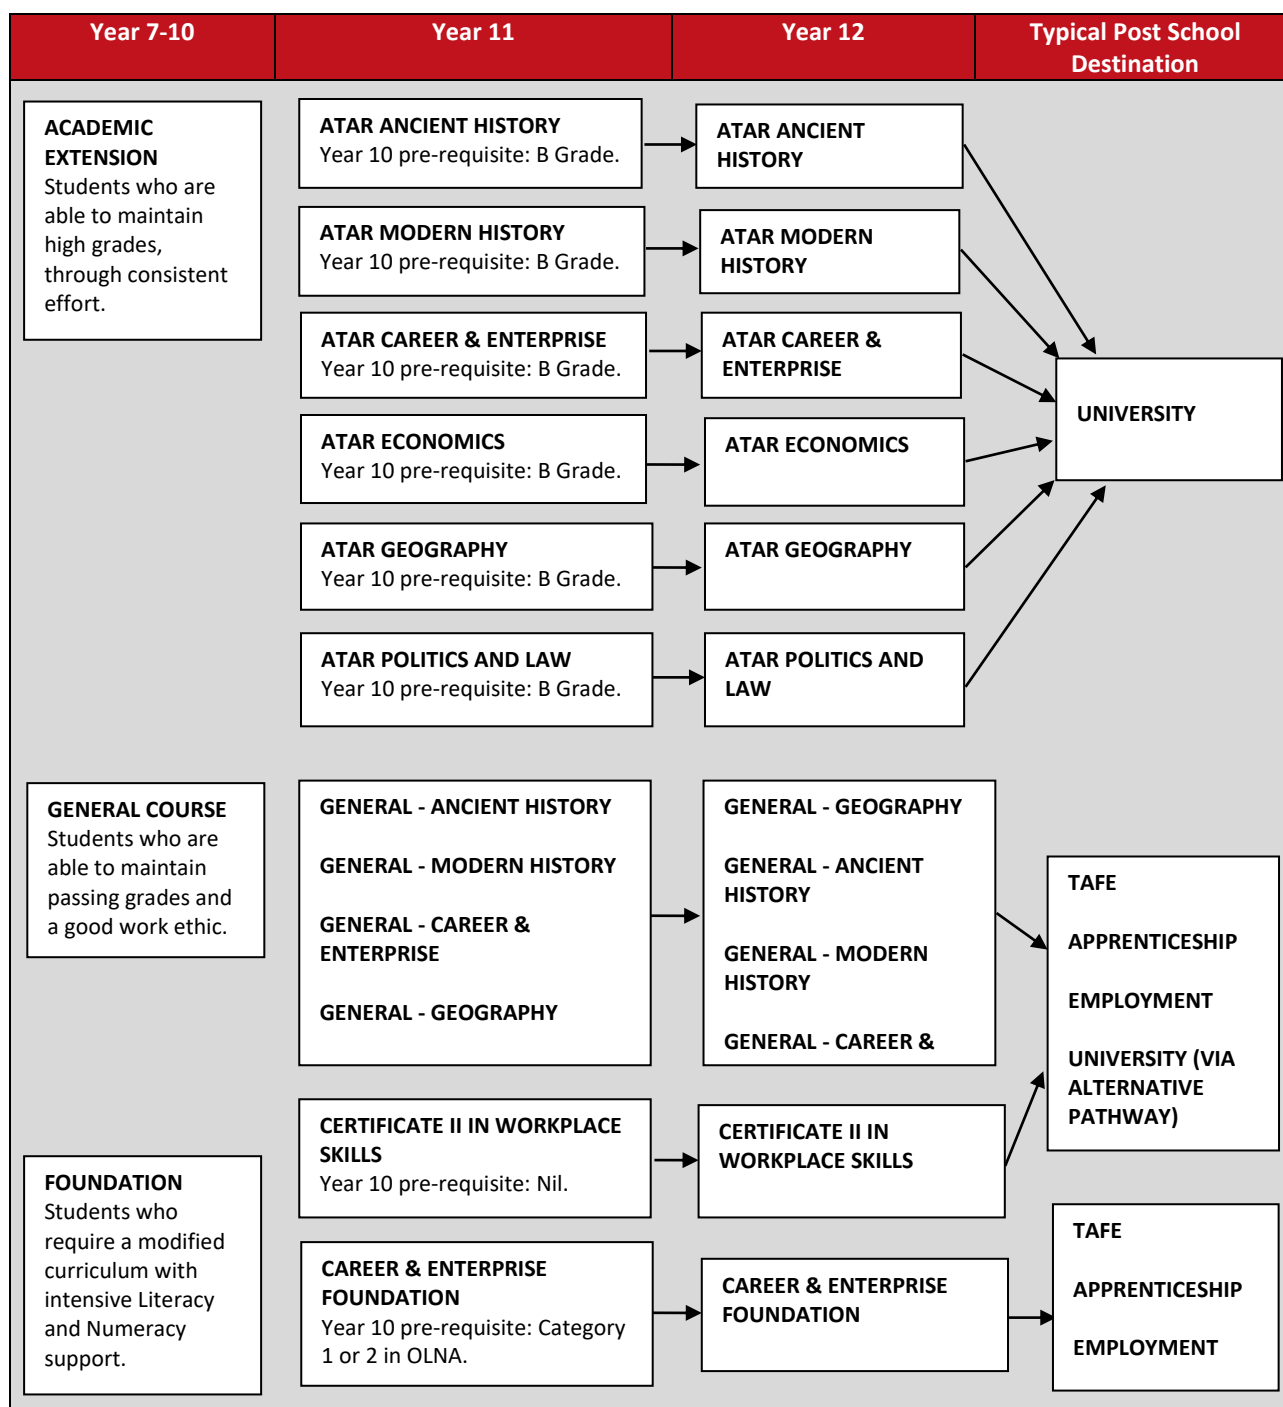 Year 7-10
Year 11
Year 12
Typical Post School
Destination
ACADEMIC
EXTENSION
Students who are
able to maintain
high grades,
through consistent
effort.
ATAR ANCIENT HISTORY
Year 10 pre-requisite: B Grade.
ATAR ANCIENT
HISTORY
ATAR MODERN HISTORY
Year 10 pre-requisite: B Grade.
ATAR MODERN
HISTORY
ATAR CAREER & ENTERPRISE
Year 10 pre-requisite: B Grade.
ATAR CAREER &
ENTERPRISE
ATAR ECONOMICS
Year 10 pre-requisite: B Grade.
ATAR ECONOMICS
ATAR GEOGRAPHY
Year 10 pre-requisite: B Grade.
ATAR GEOGRAPHY
ATAR POLITICS AND LAW
Year 10 pre-requisite: B Grade.
ATAR POLITICS AND
LAW
UNIVERSITY
GENERAL COURSE
Students who are
able to maintain
passing grades and
a good work ethic.
GENERAL - ANCIENT HISTORY
GENERAL - MODERN HISTORY
GENERAL - CAREER &
ENTERPRISE
GENERAL - GEOGRAPHY
GENERAL - GEOGRAPHY
GENERAL - ANCIENT
HISTORY
GENERAL - MODERN
HISTORY
GENERAL - CAREER &
TAFE
APPRENTICESHIP
EMPLOYMENT
UNIVERSITY (VIA
ALTERNATIVE
PATHWAY)
CERTIFICATE II IN WORKPLACE
SKILLS
Year 10 pre-requisite: Nil.
CERTIFICATE II IN
WORKPLACE SKILLS
FOUNDATION
Students who
require a modified
curriculum with
intensive Literacy
and Numeracy
support.
CAREER & ENTERPRISE
FOUNDATION
Year 10 pre-requisite: Category
1 or 2 in OLNA.
CAREER & ENTERPRISE
FOUNDATION
TAFE
APPRENTICESHIP
EMPLOYMENT